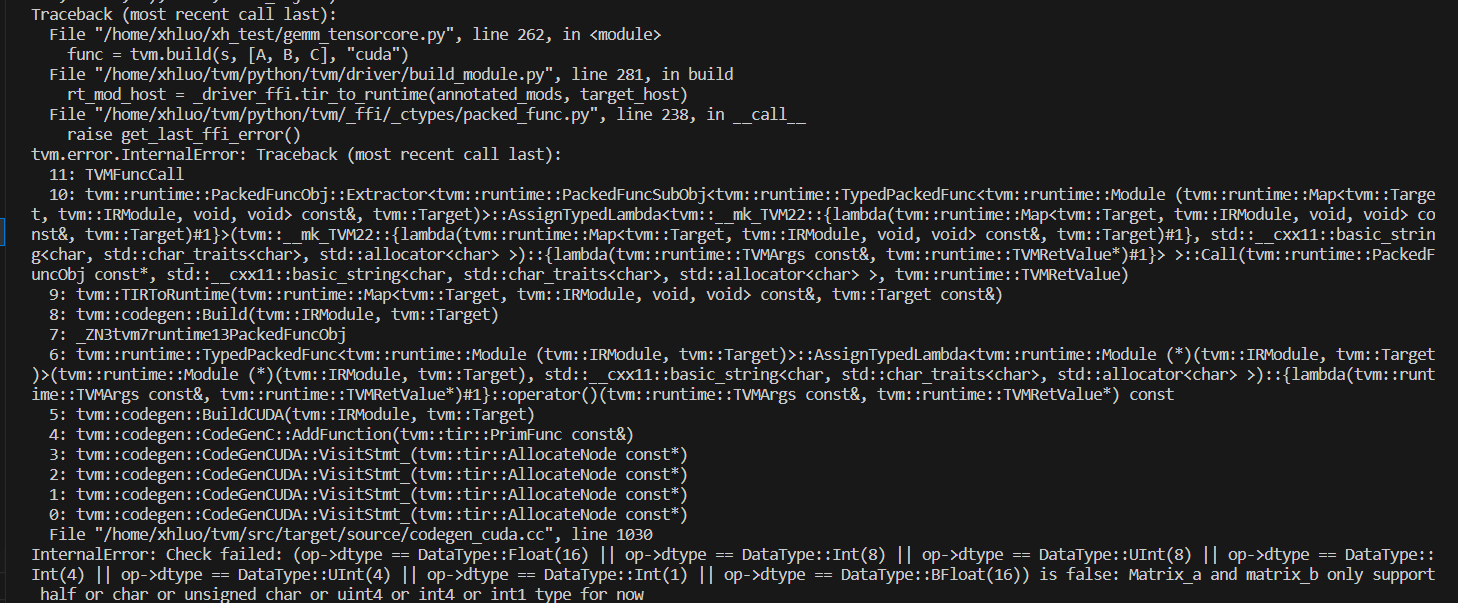 Traceback (most recent call last):
  File "/home/xhluo/xh_test/gemm_tensorcore.py", line 262, in <module>
    func = tvm.build(s, [A, B, C], "cuda")
  File "/home/xhluo/tvm/python/tvm/driver/build_module.py", line 281, in build
    rt_mod_host = _driver_ffi.tir_to_runtime(annotated_mods, target_host)
  File "/home/xhluo/tvm/python/tvm/_ffi/_ctypes/packed_func.py", line 238, in __call__
    raise get_last_ffi_error()
tvm.error.InternalError: Traceback (most recent call last):
  11: TVMFuncCall
  10: tvm::runtime::PackedFuncObj::Extractor<tvm::runtime::PackedFuncSubObj<tvm::runtime::TypedPackedFunc<tvm::runtime::Module (tvm::runtime::Map<tvm::Targe
t, tvm::IRModule, void, void> const&, tvm::Target)>::AssignTypedLambda<tvm::__mk_TVM22::{lambda(tvm::runtime::Map<tvm::Target, tvm::IRModule, void, void> co
nst&, tvm::Target)#1}>(tvm::__mk_TVM22::{lambda(tvm::runtime::Map<tvm::Target, tvm::IRModule, void, void> const&, tvm::Target)#1}, std::__cxx11::basic_strin
g<char, std::char_traits<char>, std::allocator<char> >)::{lambda(tvm::runtime::TVMArgs const&, tvm::runtime::TVMRetValue*)#1}> >::Call(tvm::runtime::PackedF
uncObj const*, std::__cxx11::basic_string<char, std::char_traits<char>, std::allocator<char> >, tvm::runtime::TVMRetValue)
  9: tvm::TIRToRuntime(tvm::runtime::Map<tvm::Target, tvm::IRModule, void, void> const&, tvm::Target const&)
  8: tvm::codegen::Build(tvm::IRModule, tvm::Target)
  7: _ZN3tvm7runtime13PackedFuncObj
  6: tvm::runtime::TypedPackedFunc<tvm::runtime::Module (tvm::IRModule, tvm::Target)>::AssignTypedLambda<tvm::runtime::Module (*)(tvm::IRModule, tvm::Target
)>(tvm::runtime::Module (*)(tvm::IRModule, tvm::Target), std::__cxx11::basic_string<char, std::char_traits<char>, std::allocator<char> >)::{lambda(tvm::runt
ime::TVMArgs const&, tvm::runtime::TVMRetValue*)#1}::operator()(tvm::runtime::TVMArgs const&, tvm::runtime::TVMRetValue*) const
  5: tvm::codegen::BuildCUDA(tvm::IRModule, tvm::Target)
  4: tvm::codegen::CodeGenC::AddFunction(tvm::tir::PrimFunc const&)
  3: tvm::codegen::CodeGenCUDA::VisitStmt_(tvm::tir::AllocateNode const*)
  2: tvm::codegen::CodeGenCUDA::VisitStmt_(tvm::tir::AllocateNode const*)
  1: tvm::codegen::CodeGenCUDA::VisitStmt_(tvm::tir::AllocateNode const*)
  0: tvm::codegen::CodeGenCUDA::VisitStmt_(tvm::tir::AllocateNode const*)
  File "/home/xhluo/tvm/src/target/source/codegen_cuda.cc", line 1030
InternalError: Check failed: (op->dtype == DataType::Float(16) || op->dtype == DataType::Int(8) || op->dtype == DataType::UInt(8) || op->dtype == DataType::
Int(4) || op->dtype == DataType::UInt(4) || op->dtype == DataType::Int(1) || op->dtype == DataType::BFloat(16)) is false: Matrix_a and matrix_b only support
 half or char or unsigned char or uint4 or int4 or int1 type for now